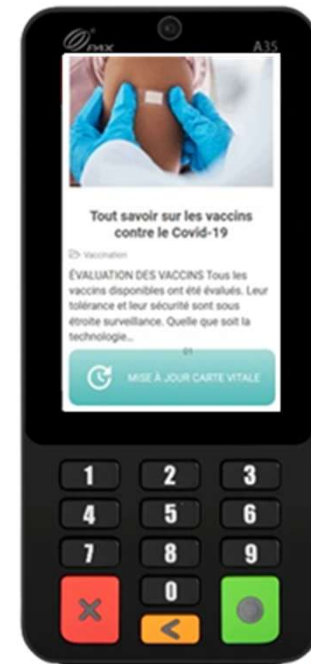 PAX
A35
Tout savoir sur les vaccins
contre le Covid-19
Vaccination
ÉVALUATION DES VACCINS Tous les
vaccins disponibles ont été évalués. Leur
tolérance et leur sécurité sont sous
étroite surveillance. Quelle que soit la
technologie...
01
MISE À JOUR CARTE VITALE
1 2 3
4 5 6
7 8 9
0